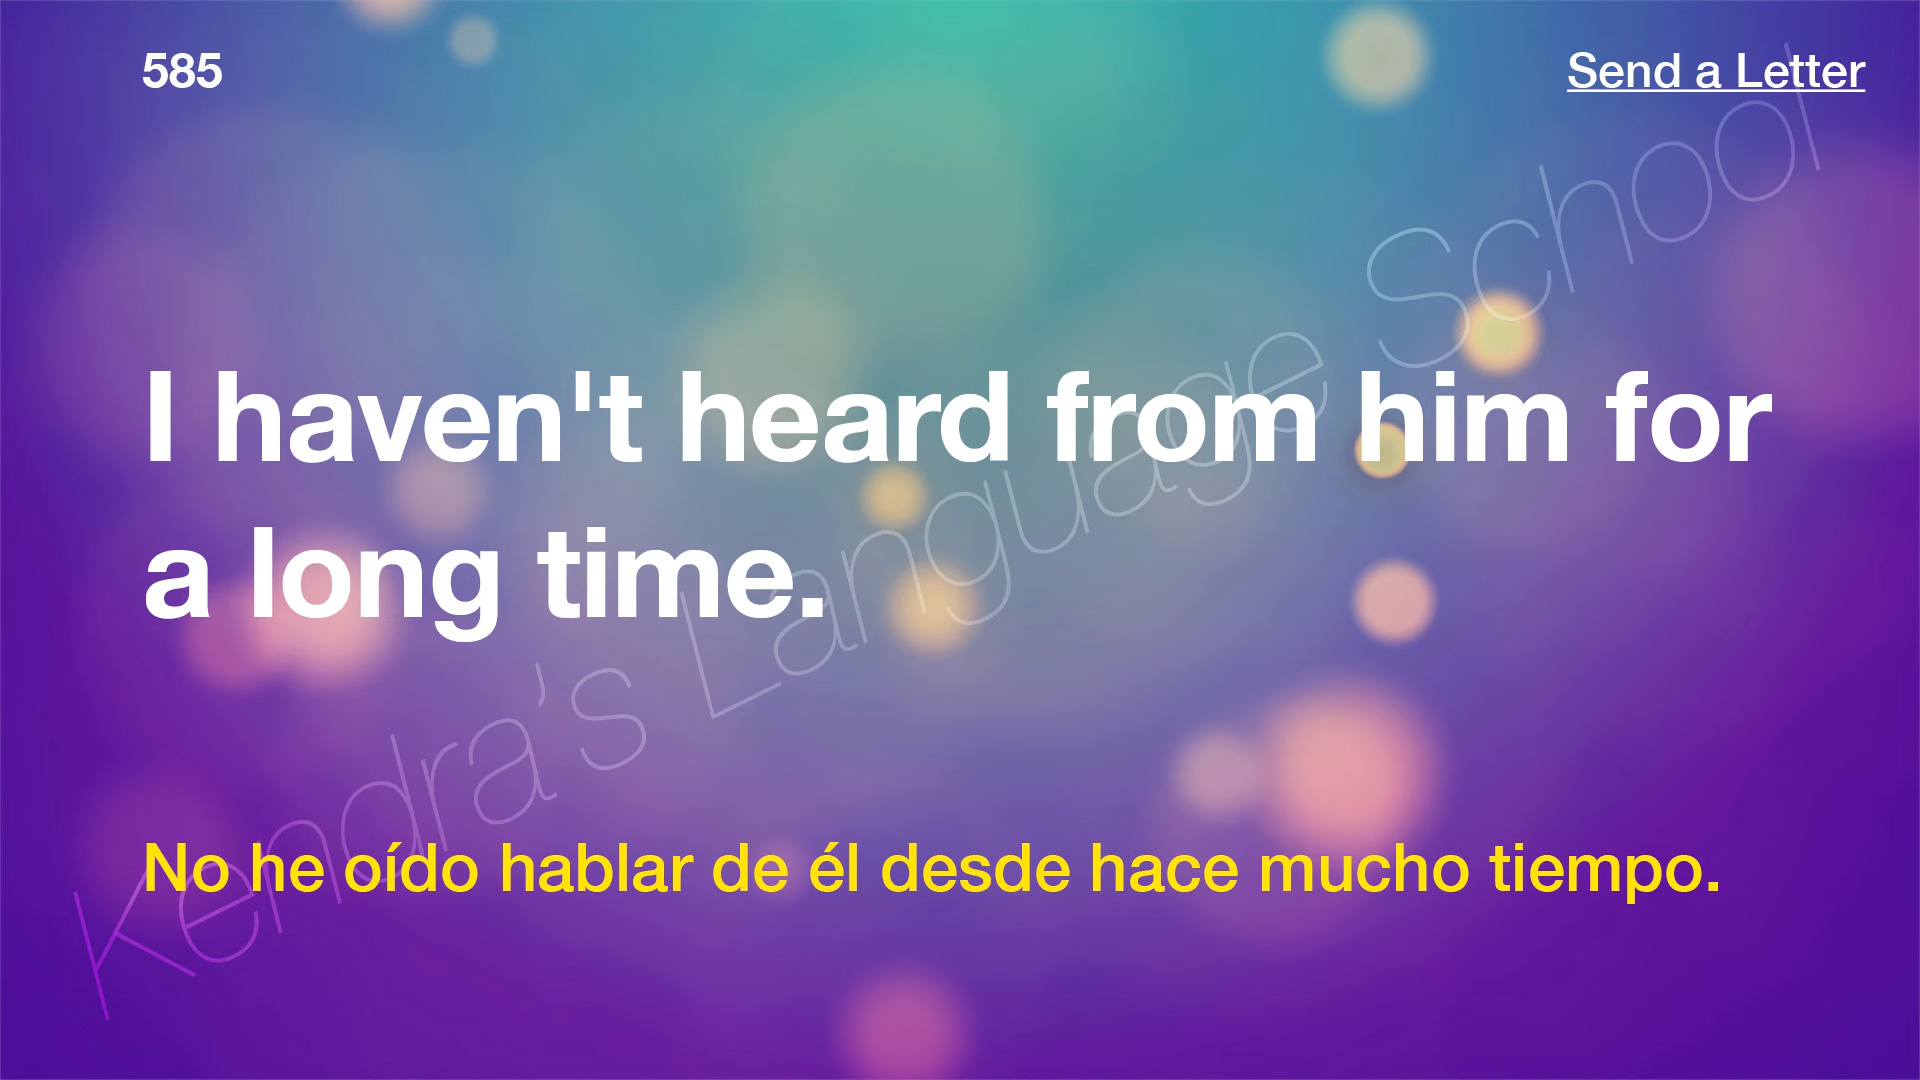 585
Send a Letter
I haven't heard from him for
a long time.
No he oído hablar de él desde hace mucho tiempo.
Kendra’s Language School